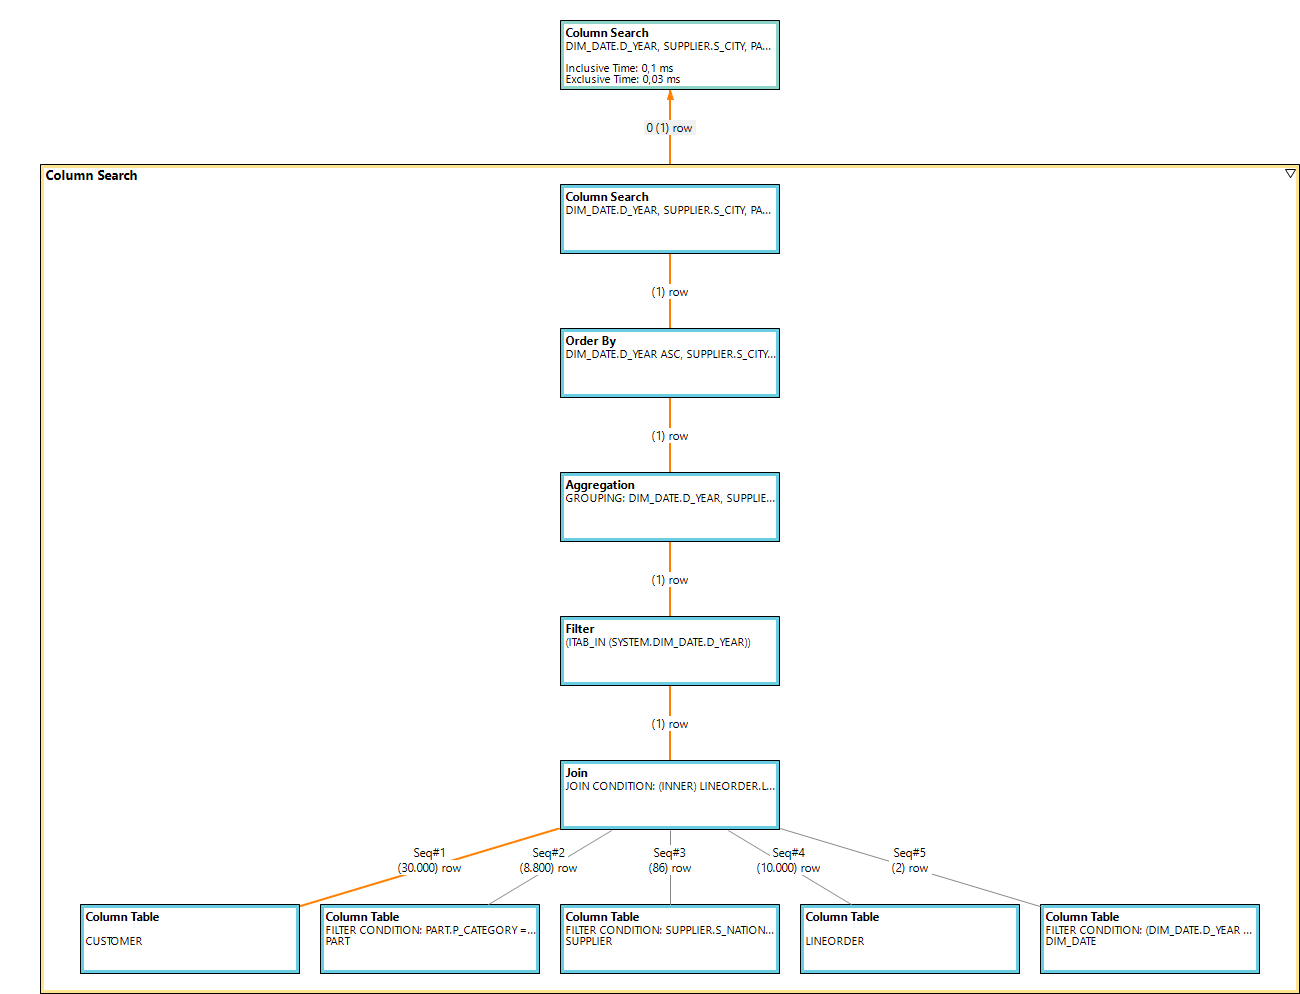 Column Search
DIM_DATE.D_YEAR, SUPPLIER.S_CITY, PA...
Inclusive Time: 0,1 ms
Exclusive Time: 0,03 ms
0 (1) row
Column Search
Column Search
DIM_DATE.D_YEAR, SUPPLIER.S_CITY, PA...
(1) row
Order By
DIM_DATE.D_YEAR ASC, SUPPLIER.S_CITY...
(1) row
Aggregation
GROUPING: DIM_DATE.D_YEAR, SUPPLIE...
(1) row
Filter
(ITAB_IN (SYSTEM.DIM_DATE.D_YEAR))
(1) row
Join
JOIN CONDITION: (INNER) LINEORDER.L...
Seq#1
(30.000) row
Seq#2
(8.800) row
Seq#3
(86) row
Seq#4
(10.000) row
Seq#5
(2) row
Column Table
CUSTOMER
Column Table
FILTER CONDITION: PART.P_CATEGORY =...
PART
Column Table
FILTER CONDITION: SUPPLIER.S_NATION...
SUPPLIER
Column Table
LINEORDER
Column Table
FILTER CONDITION: (DIM_DATE.D_YEAR ...
DIM_DATE